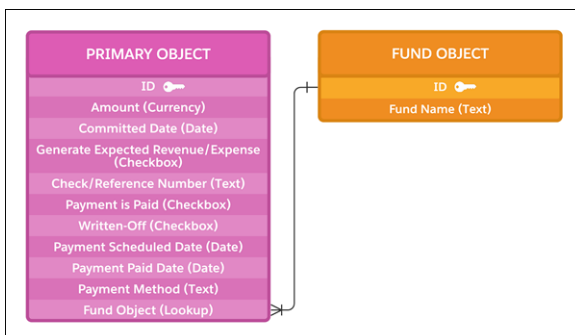 PRIMARY OBJECT
ID
Amount (Currency)
Committed Date (Date)
Generate Expected Revenue/Expense
(Checkbox)
Check/Reference Number (Text)
Payment is Paid (Checkbox)
Written-Off (Checkbox)
Payment Scheduled Date (Date)
Payment Paid Date (Date)
Payment Method (Text)
Fund Object (Lookup)
FUND OBJECT
ID
Fund Name (Text)